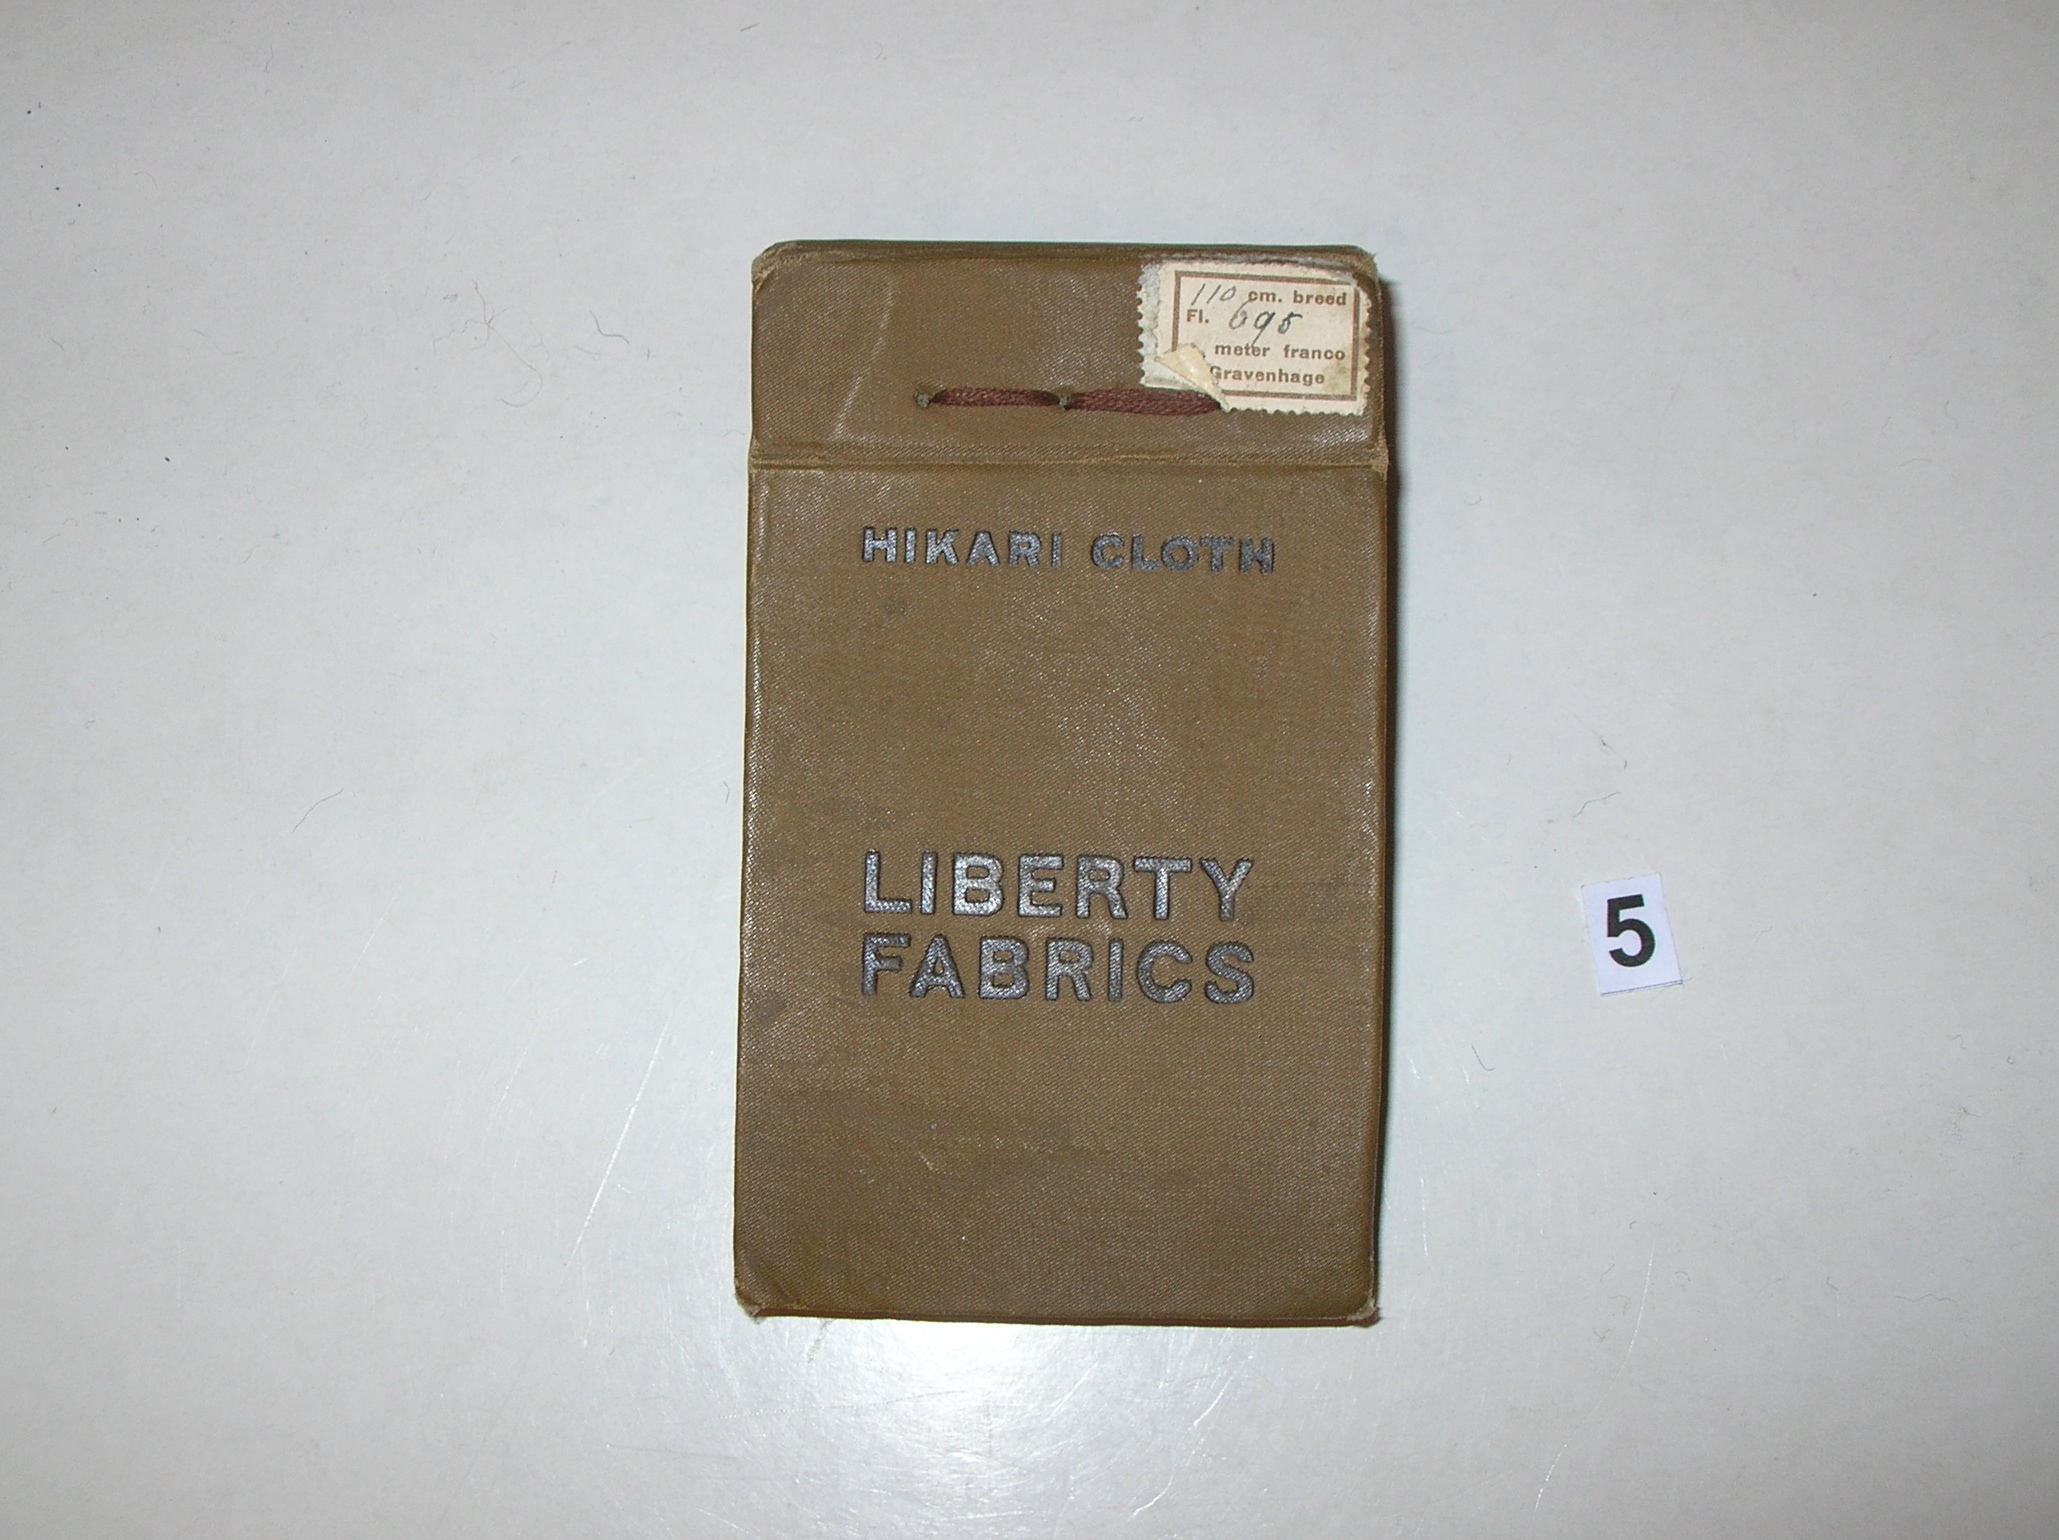 110 cm. breed
Fl. 695
meter franco
Gravenhage
HIKARI CLOTH
LIBERTY
FABRICS
5